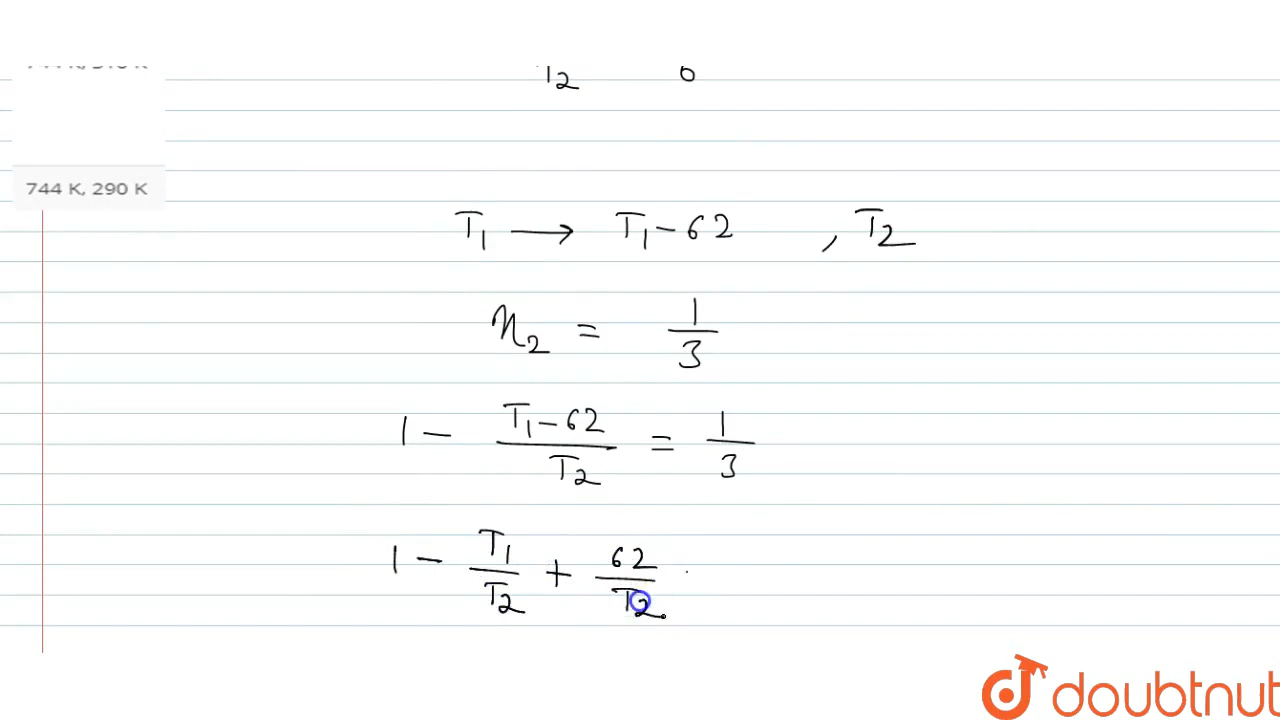 T2 6
744 K, 290 K
T1 → T1 - 62 , T2
η2 = 1/3
1 - (T1 - 62)/T2 = 1/3
1 - T1/T2 + 62/T2
doubtnut